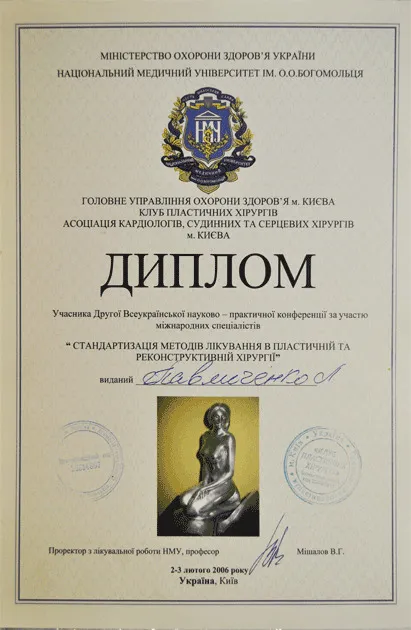 МІНІСТЕРСТВО ОХОРОНИ ЗДОРОВ'Я УКРАЇНИ
НАЦІОНАЛЬНИЙ МЕДИЧНИЙ УНІВЕРСИТЕТ ІМ. О.О.БОГОМОЛЬЦЯ
НМУ
ГОЛОВНЕ УПРАВЛІННЯ ОХОРОНИ ЗДОРОВ'Я м. КИЄВА
КЛУБ ПЛАСТИЧНИХ ХІРУРГІВ
АСОЦІАЦІЯ КАРДІОЛОГІВ, СУДИННИХ ТА СЕРЦЕВИХ ХІРУРГІВ
м. КИЄВА
ДИПЛОМ
Учасника Другої Всеукраїнської науково – практичної конференції за участю
міжнародних спеціалістів
“ СТАНДАРТИЗАЦІЯ МЕТОДІВ ЛІКУВАННЯ В ПЛАСТИЧНІЙ ТА
РЕКОНСТРУКТИВНІЙ ХІРУРГІЇ”
виданий Павличенко Л
Проректор з лікувальної роботи НМУ, професор Мішалов В.Г.
2-3 лютого 2006 року
Україна, Київ